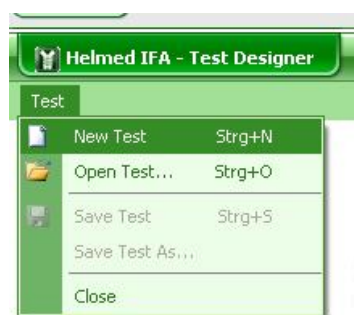 Helmed IFA - Test Designer
Test
New Test Strg+N
Open Test... Strg+O
Save Test Strg+S
Save Test As...
Close